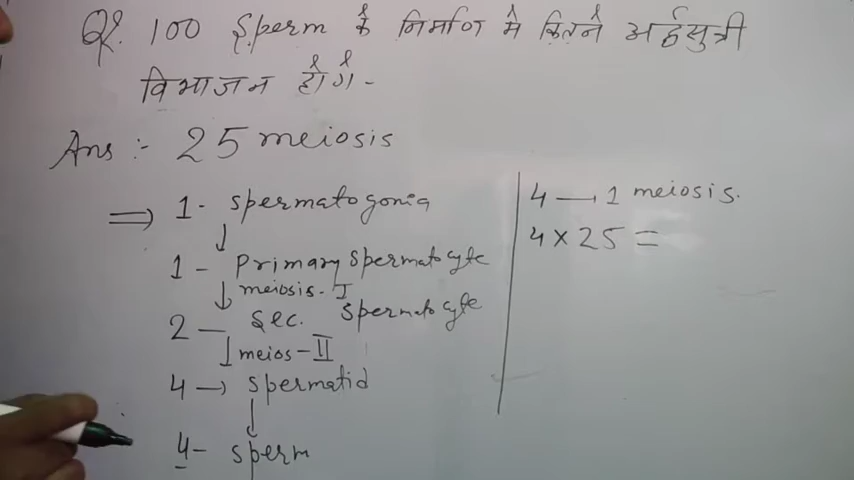 Q. 100 Sperm के निर्माण मे कितने अर्हसुत्री
विभाजन होंगे -
Ans :- 25 meiosis
⇒ 1 - spermatogonia
↓
1 - Primary spermatocyte
↓ meiosis - I
2 — Sec. spermatocyte
↓ meios - II
4 → spermatid
↓
4 - sperm
4 — 1 meiosis.
4 × 25 =